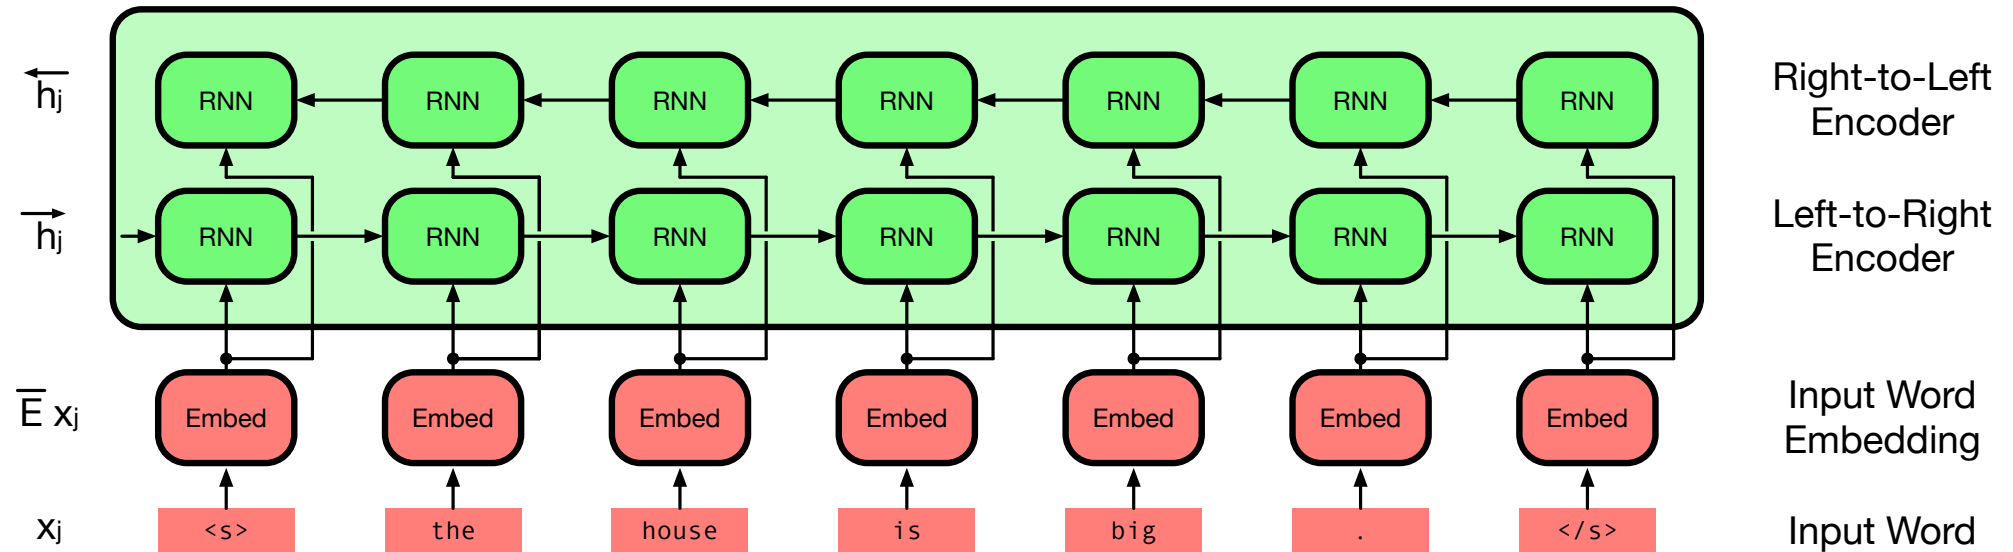 hj RNN RNN RNN RNN RNN RNN RNN Right-to-Left
Encoder
hj RNN RNN RNN RNN RNN RNN RNN Left-to-Right
Encoder
E xj Embed Embed Embed Embed Embed Embed Embed Input Word
Embedding
xj <s> the house is big . </s> Input Word